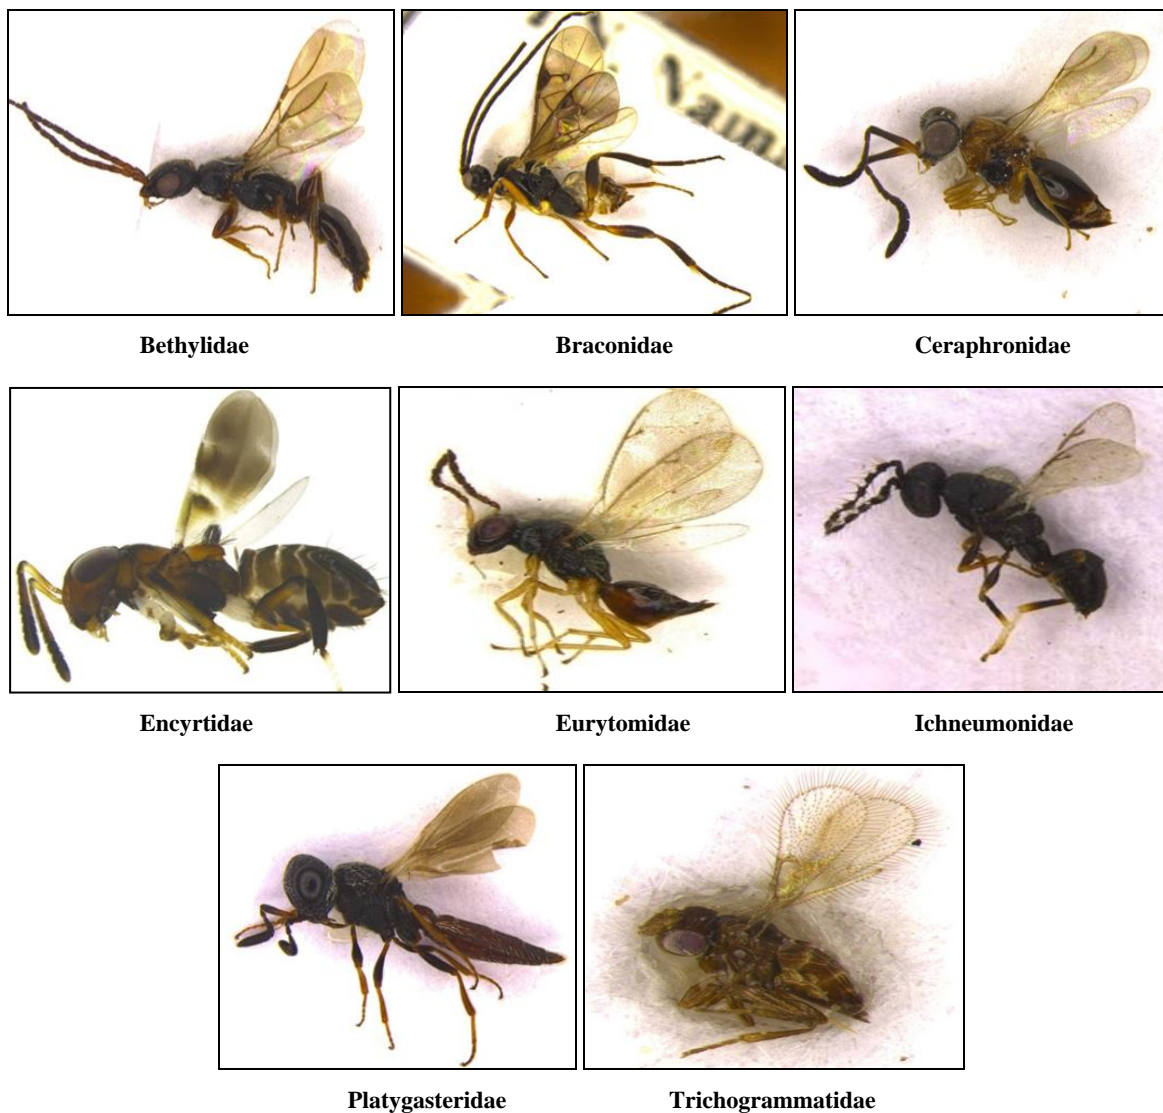 Bethylidae
Braconidae
Ceraphronidae
Encyrtidae
Eurytomidae
Ichneumonidae
Platygasteridae
Trichogrammatidae